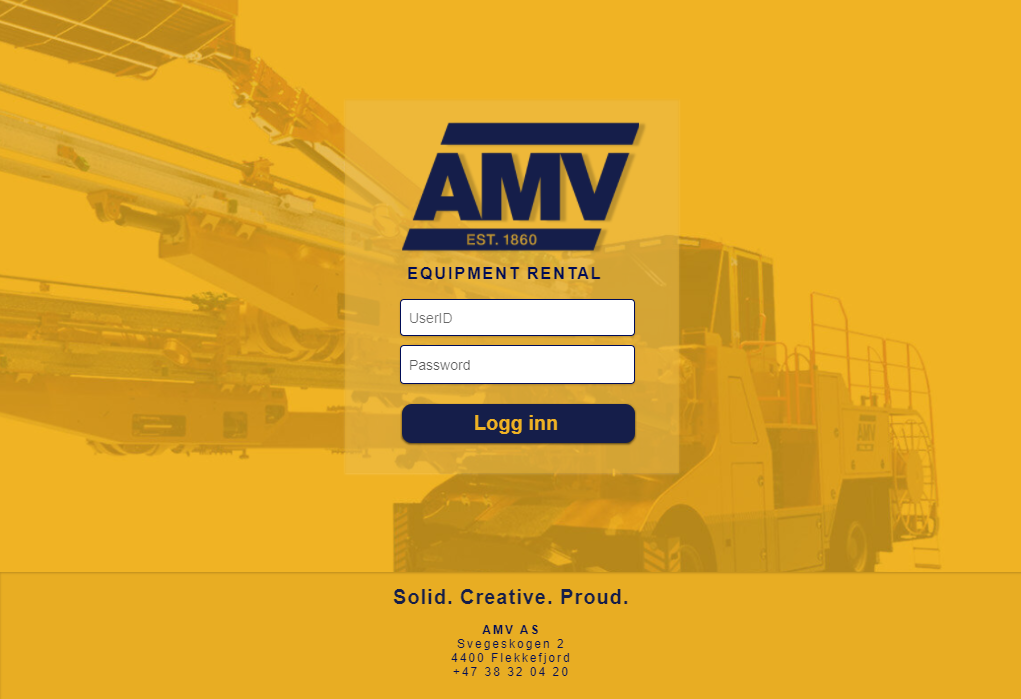 AMV
EST. 1860
EQUIPMENT RENTAL
UserID
Password
Logg inn
AMV
Solid. Creative. Proud.
AMV AS
Svegeskogen 2
4400 Flekkefjord
+47 38 32 04 20